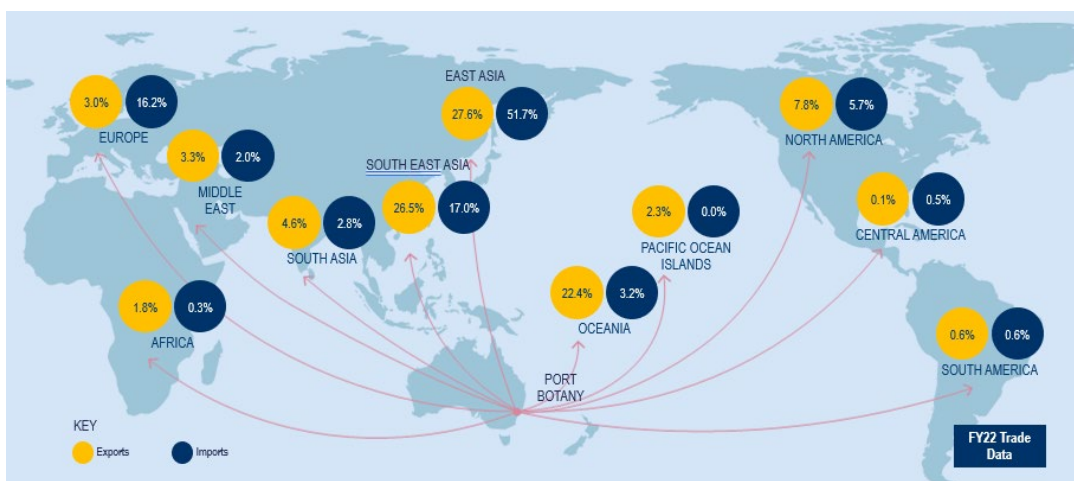 EAST ASIA
27.6%
51.7%
3.0%
16.2%
EUROPE
7.8%
5.7%
NORTH AMERICA
3.3%
2.0%
MIDDLE
EAST
SOUTH EAST ASIA
26.5%
17.0%
4.6%
2.8%
SOUTH ASIA
2.3%
0.0%
PACIFIC OCEAN
ISLANDS
0.1%
0.5%
CENTRAL AMERICA
22.4%
3.2%
OCEANIA
1.8%
0.3%
AFRICA
0.6%
0.6%
SOUTH AMERICA
PORT
BOTANY
KEY
Exports
Imports
FY22 Trade
Data